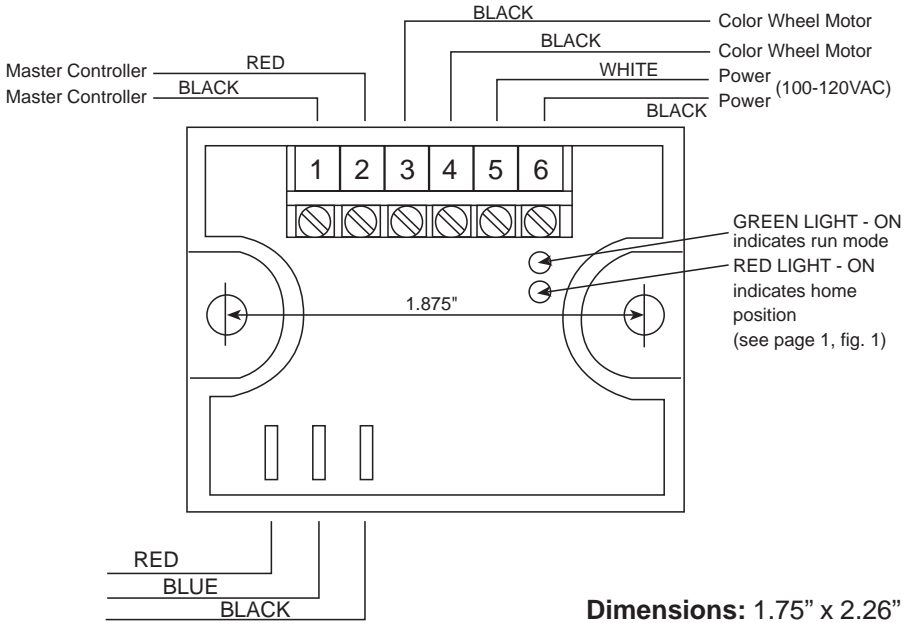 BLACK
Color Wheel Motor
BLACK
Color Wheel Motor
Master Controller
RED
WHITE
Power
(100-120VAC)
Master Controller
BLACK
Power
BLACK
1 2 3 4 5 6
GREEN LIGHT - ON
indicates run mode
RED LIGHT - ON
indicates home
position
(see page 1, fig. 1)
1.875"
RED
BLUE
BLACK
Dimensions: 1.75” x 2.26”